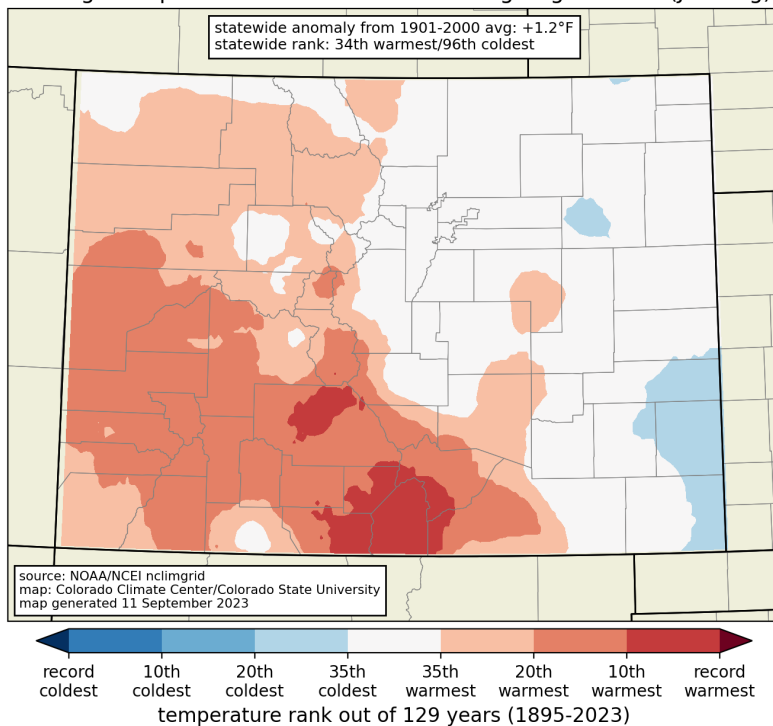 statewide anomaly from 1901-2000 avg: +1.2°F
statewide rank: 34th warmest/96th coldest
source: NOAA/NCEI nclimgrid
map: Colorado Climate Center/Colorado State University
map generated 11 September 2023
record coldest
10th coldest
20th coldest
35th coldest
35th warmest
20th warmest
10th warmest
record warmest
temperature rank out of 129 years (1895-2023)